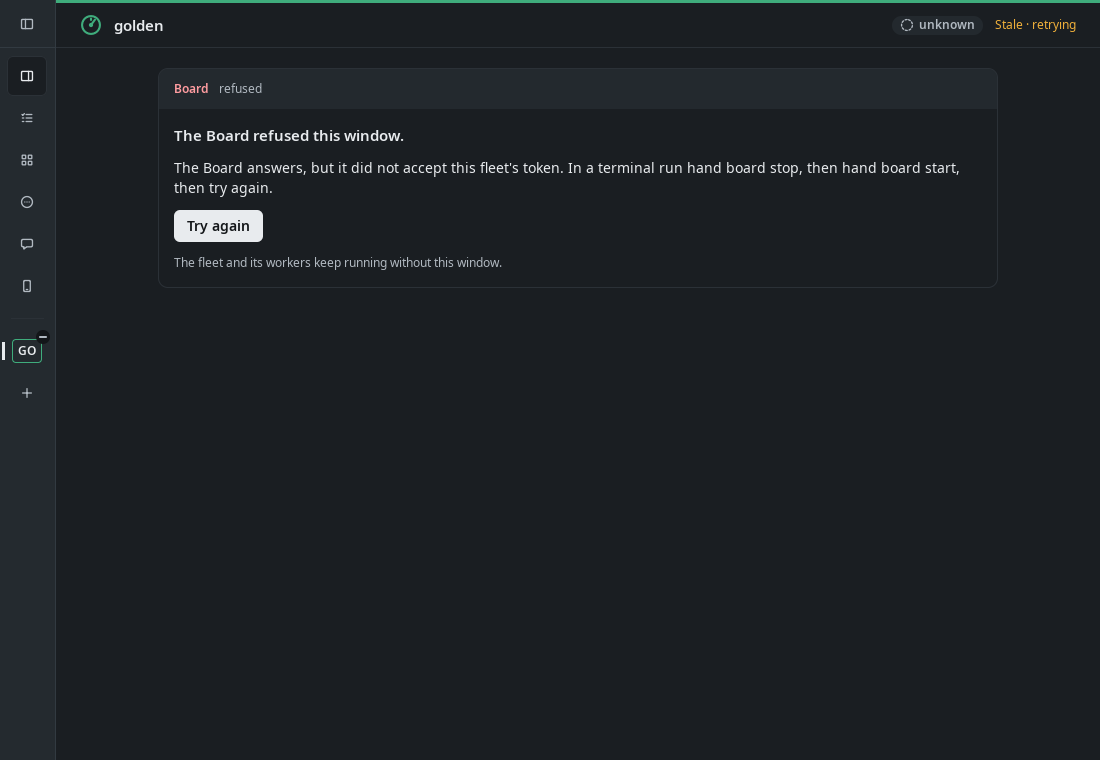 golden
unknown
Stale · retrying
Board refused
The Board refused this window.
The Board answers, but it did not accept this fleet's token. In a terminal run hand board stop, then hand board start,
then try again.
Try again
The fleet and its workers keep running without this window.
GO